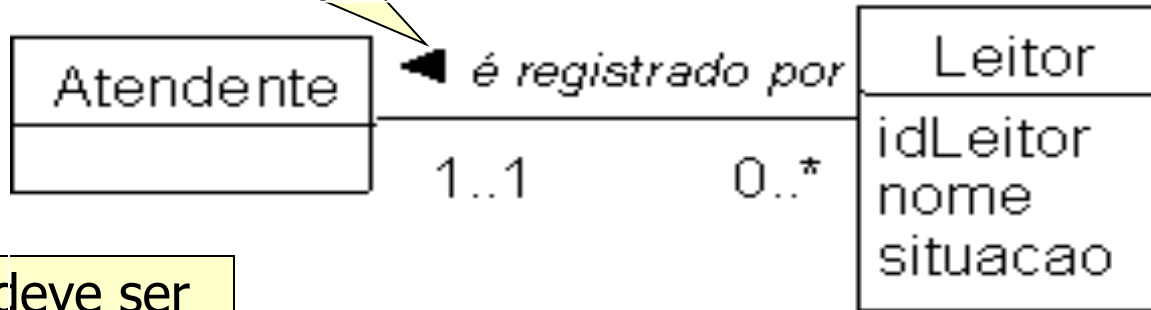 Atendente
é registrado por
Leitor
1..1
0..*
idLeitor
nome
situacao
deve ser